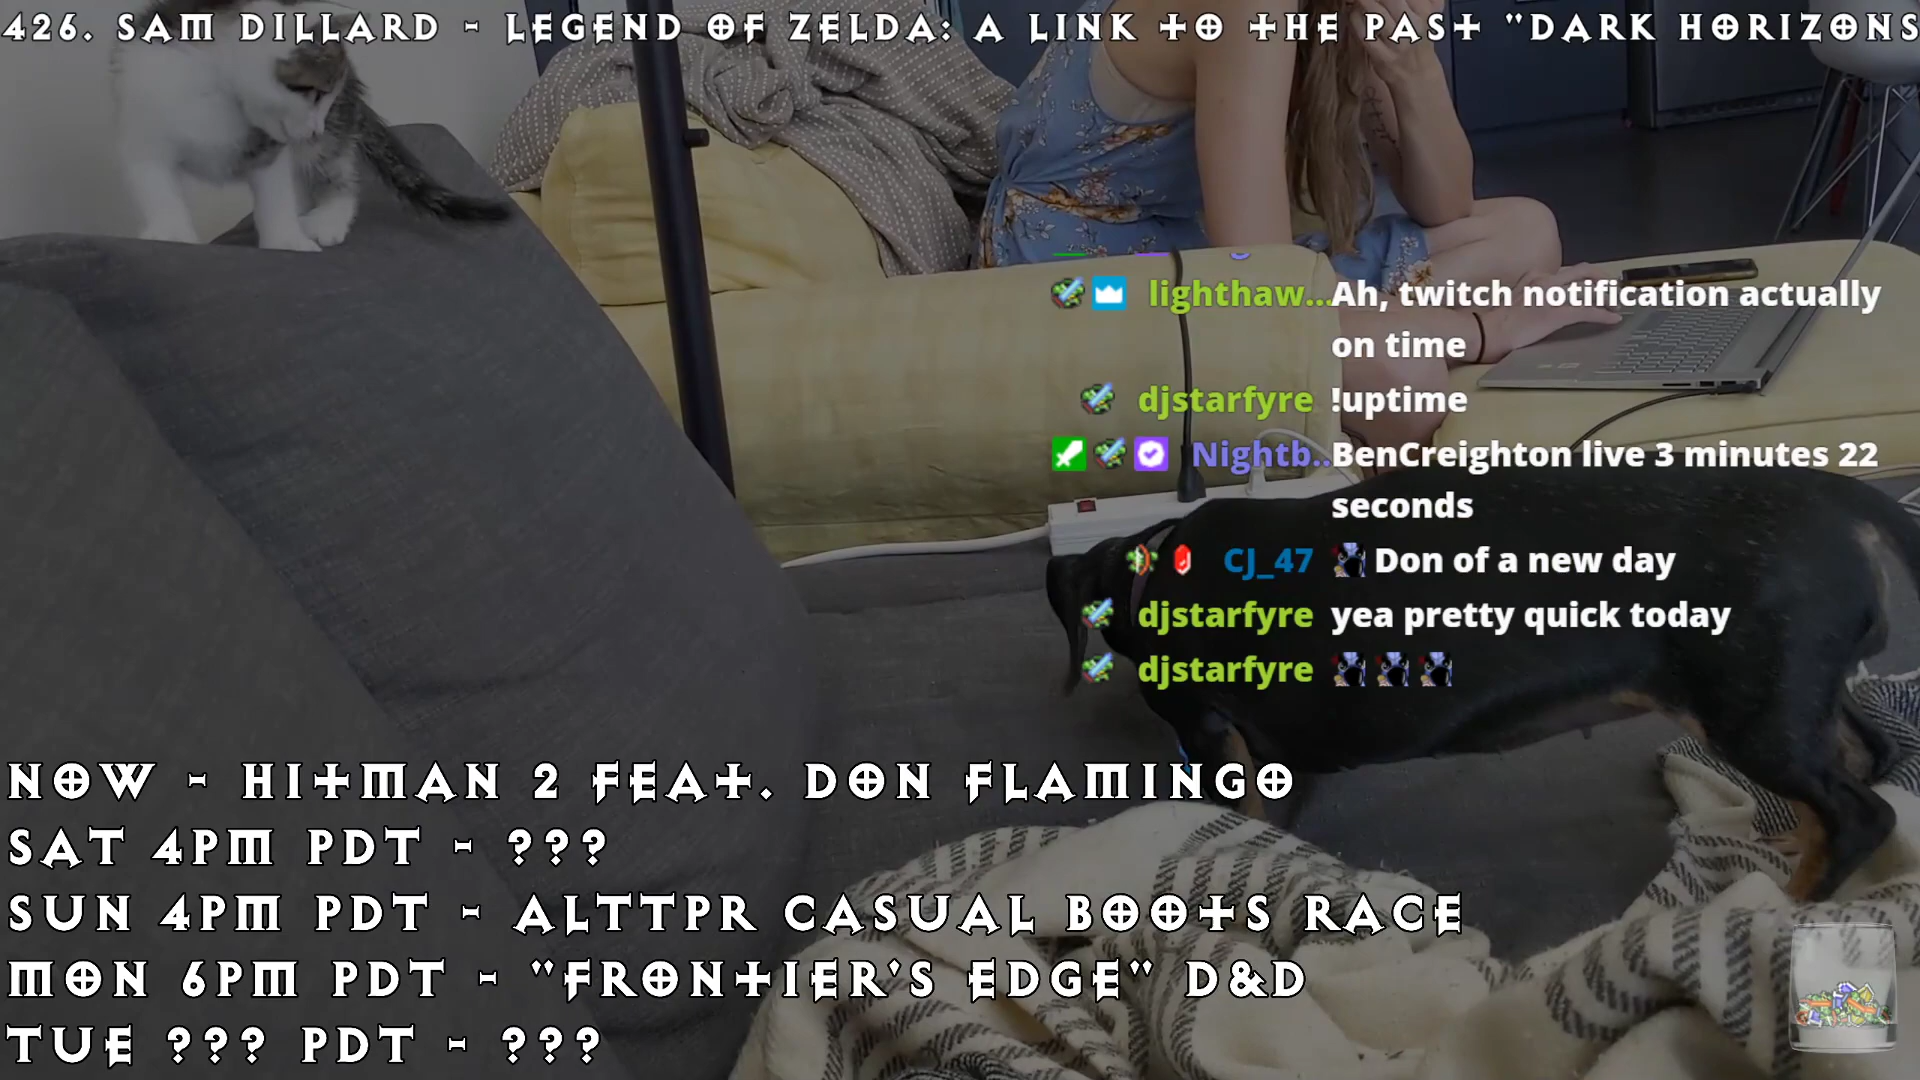 426. SAM DILLARD - LEGEND OF ZELDA: A LINK TO THE PAST "DARK HORIZONS
lighthaw... Ah, twitch notification actually
on time
djstarfyre !uptime
Nightb.. BenCreighton live 3 minutes 22
seconds
CJ_47 Don of a new day
djstarfyre yea pretty quick today
djstarfyre
NOW - HITMAN 2 FEAT. DON FLAMINGO
SAT 4PM PDT - ???
SUN 4PM PDT - ALTTPR CASUAL BOOTS RACE
MON 6PM PDT - "FRONTIER'S EDGE" D&D
TUE ??? PDT - ???